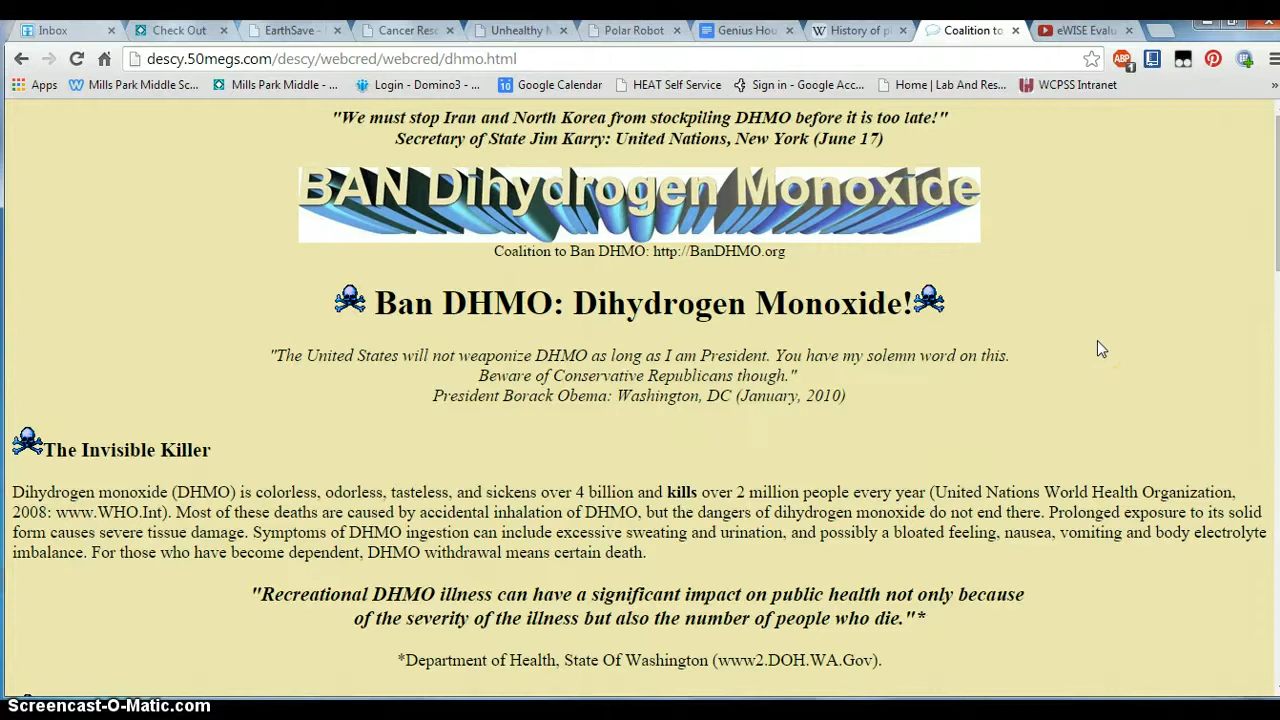 Inbox
Check Out
EarthSave -
Cancer Res
Unhealthy M
Polar Robot
Genius Hou
History of p
Coalition to
eWISE Evalu
descy.50megs.com/descy/webcred/webcred/dhmo.html
ABP
1
Apps
Mills Park Middle Sc...
Mills Park Middle - ...
Login - Domino3 - ...
10 Google Calendar
HEAT Self Service
Sign in - Google Acc...
Home | Lab And Res...
WCPSS Intranet
"We must stop Iran and North Korea from stockpiling DHMO before it is too late!"
Secretary of State Jim Karry: United Nations, New York (June 17)
BAN Dihydrogen Monoxide
Coalition to Ban DHMO: http://BanDHMO.org
Ban DHMO: Dihydrogen Monoxide!
"The United States will not weaponize DHMO as long as I am President. You have my solemn word on this.
Beware of Conservative Republicans though."
President Borack Obema: Washington, DC (January, 2010)
The Invisible Killer
Dihydrogen monoxide (DHMO) is colorless, odorless, tasteless, and sickens over 4 billion and kills over 2 million people every year (United Nations World Health Organization,
2008: www.WHO.Int). Most of these deaths are caused by accidental inhalation of DHMO, but the dangers of dihydrogen monoxide do not end there. Prolonged exposure to its solid
form causes severe tissue damage. Symptoms of DHMO ingestion can include excessive sweating and urination, and possibly a bloated feeling, nausea, vomiting and body electrolyte
imbalance. For those who have become dependent, DHMO withdrawal means certain death.
"Recreational DHMO illness can have a significant impact on public health not only because
of the severity of the illness but also the number of people who die."*
*Department of Health, State Of Washington (www2.DOH.WA.Gov).
Screencast-O-Matic.com